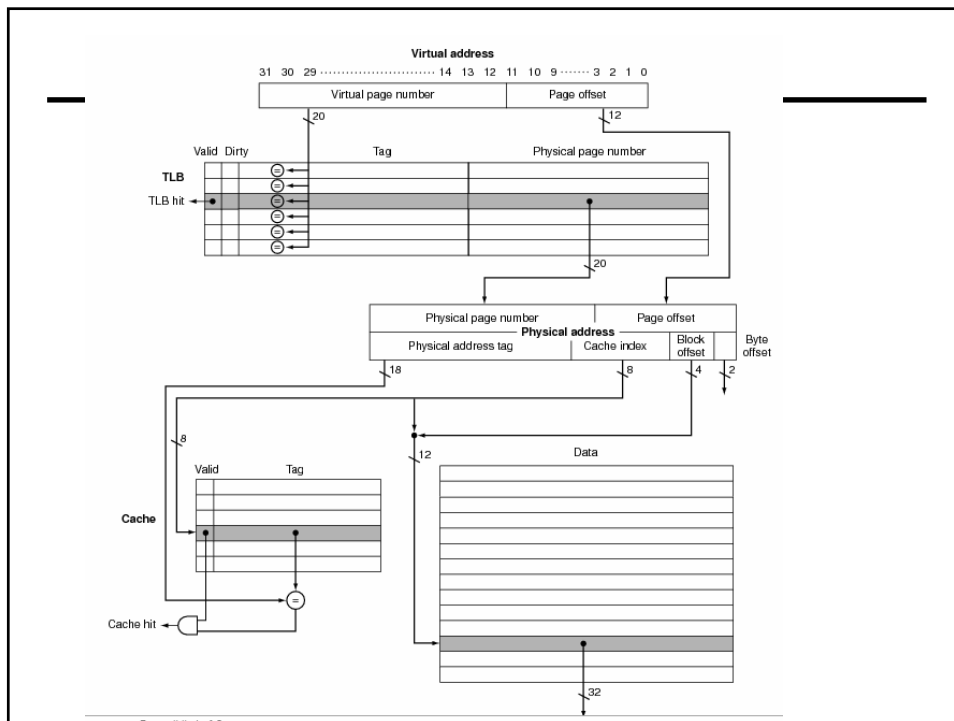 Virtual address
31 30 29 ·························· 14 13 12 11 10 9 ······· 3 2 1 0
Virtual page number Page offset
20 12
Valid Dirty Tag Physical page number
TLB
=
=
TLB hit =
=
=
=
20
Physical page number Page offset
Physical address
Physical address tag Cache index Block offset Byte offset
18 8 4 2
8
12
Data
Valid Tag
Cache
=
Cache hit
32